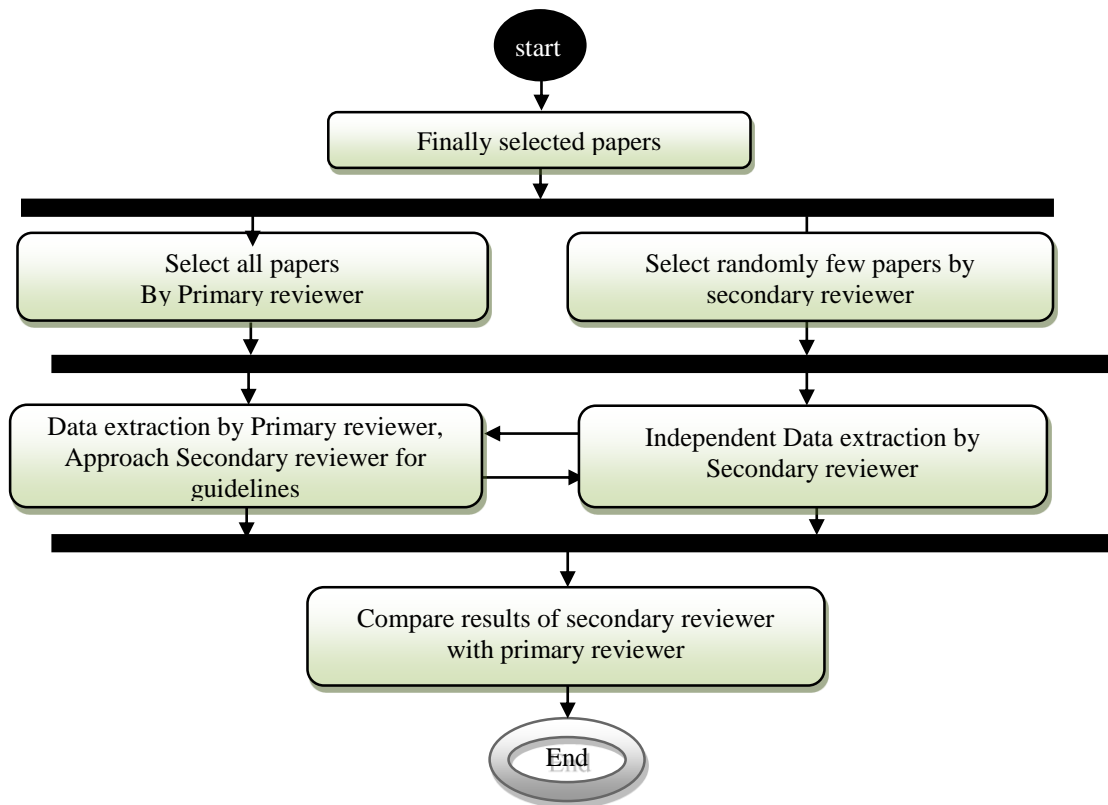 start
Finally selected papers
Select all papers
By Primary reviewer
Select randomly few papers by
secondary reviewer
Data extraction by Primary reviewer,
Approach Secondary reviewer for
guidelines
Independent Data extraction by
Secondary reviewer
Compare results of secondary reviewer
with primary reviewer
End